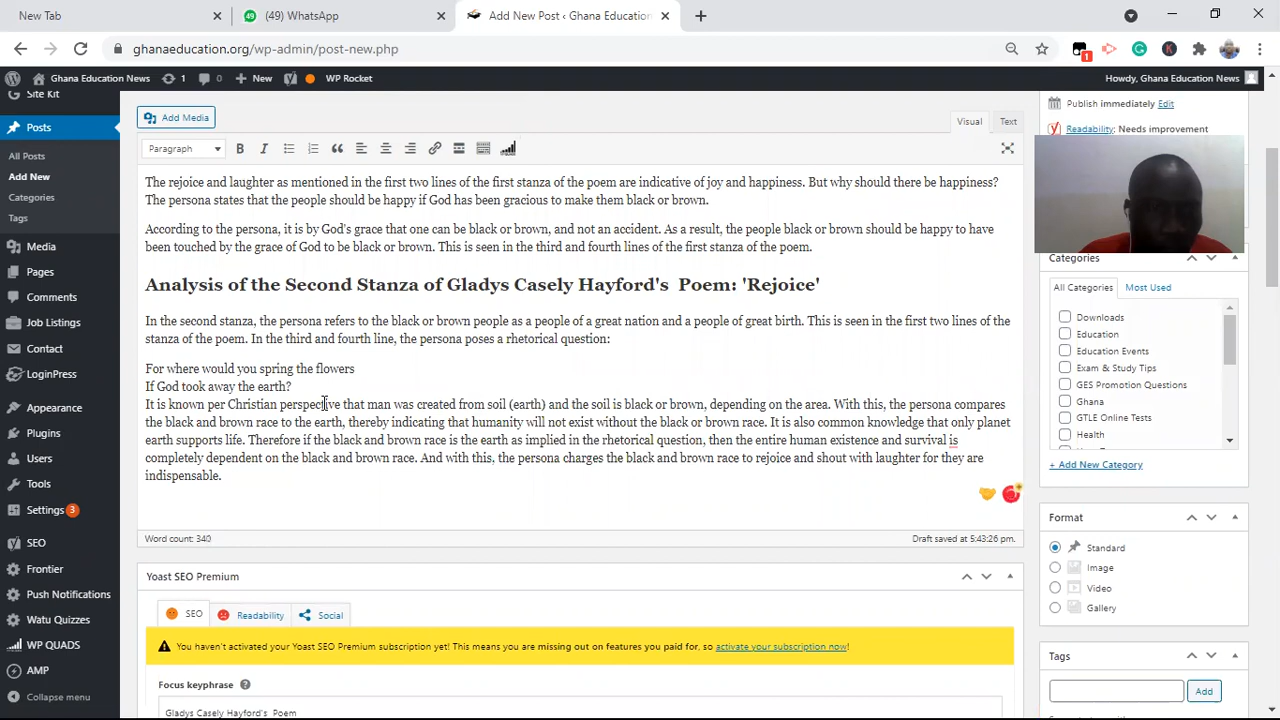 New Tab
(49) WhatsApp
Add New Post ‹ Ghana Education
ghanaeducation.org/wp-admin/post-new.php
Ghana Education News
1
0
New
WP Rocket
Howdy, Ghana Education News
Site Kit
Posts
All Posts
Add New
Categories
Tags
Media
Pages
Comments
Job Listings
Contact
LoginPress
Appearance
Plugins
Users
Tools
Settings 3
SEO
Frontier
Push Notifications
Watu Quizzes
WP QUADS
AMP
Collapse menu
Add Media
Visual
Text
Paragraph
The rejoice and laughter as mentioned in the first two lines of the first stanza of the poem are indicative of joy and happiness. But why should there be happiness?
The persona states that the people should be happy if God has been gracious to make them black or brown.
According to the persona, it is by God's grace that one can be black or brown, and not an accident. As a result, the people black or brown should be happy to have
been touched by the grace of God to be black or brown. This is seen in the third and fourth lines of the first stanza of the poem.
Analysis of the Second Stanza of Gladys Casely Hayford's Poem: 'Rejoice'
In the second stanza, the persona refers to the black or brown people as a people of a great nation and a people of great birth. This is seen in the first two lines of the
stanza of the poem. In the third and fourth line, the persona poses a rhetorical question:
For where would you spring the flowers
If God took away the earth?
It is known per Christian perspective that man was created from soil (earth) and the soil is black or brown, depending on the area. With this, the persona compares
the black and brown race to the earth, thereby indicating that humanity will not exist without the black or brown race. It is also common knowledge that only planet
earth supports life. Therefore if the black and brown race is the earth as implied in the rhetorical question, then the entire human existence and survival is
completely dependent on the black and brown race. And with this, the persona charges the black and brown race to rejoice and shout with laughter for they are
indispensable.
Word count: 340
Draft saved at 5:43:26 pm.
Yoast SEO Premium
SEO
Readability
Social
You haven't activated your Yoast SEO Premium subscription yet! This means you are missing out on features you paid for, so activate your subscription now!
Focus keyphrase
Gladys Casely Hayford's Poem
Publish immediately Edit
Readability: Needs improvement
Categories
All Categories
Most Used
Downloads
Education
Education Events
Exam & Study Tips
GES Promotion Questions
Ghana
GTLE Online Tests
Health
+ Add New Category
Format
Standard
Image
Video
Gallery
Tags
Add